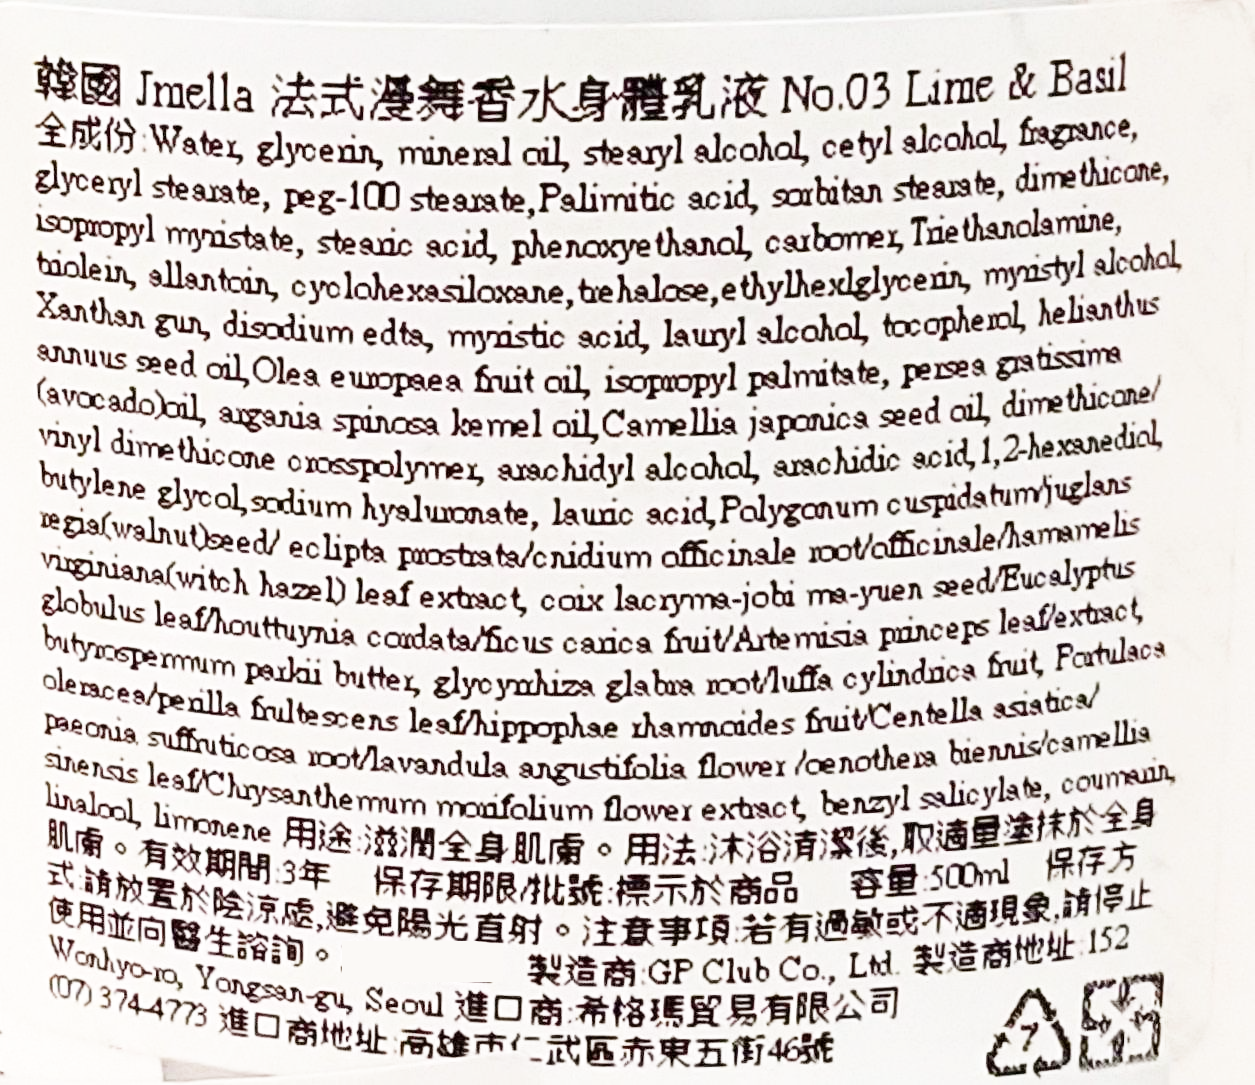 韓國 Jmella 法式漫舞香水身體乳液 No.03 Lime & Basil
全成份:Water, glycerin, mineral oil, stearyl alcohol, cetyl alcohol, fragrance,
glyceryl stearate, peg-100 stearate,Palimitic acid, sorbitan stearate, dimethicone,
isopropyl myristate, stearic acid, phenoxyethanol, carbomer, Triethanolamine,
triolein, allantoin, cyclohexasiloxane,trehalose,ethylhexlglycerin, myristyl alcohol,
Xanthan gun, disodium edta, myristic acid, lauryl alcohol, tocopherol, helianthus
annuus seed oil,Olea europaea fruit oil, isopropyl palmitate, persea gratissima
(avocado)oil, argania spinosa kernel oil,Camellia japonica seed oil, dimethicone/
vinyl dimethicone crosspolymer, arachidyl alcohol, arachidic acid,1,2-hexanediol,
butylene glycol,sodium hyaluronate, lauric acid,Polygonum cuspidatum/juglans
regia(walnut)seed/ eclipta prostrata/cnidium officinale root/officinale/hamamelis
virginiana(witch hazel) leaf extract, coix lacryma-jobi ma-yuen seed/Eucalyptus
globulus leaf/houttuynia cordata/ficus carica fruit/Artemisia princeps leaf/extract,
butyrospermum parkii butter, glycyrrhiza glabra root/luffa cylindrica fruit, Portulaca
oleracea/perilla frultescens leaf/hippophae rhamnoides fruit/Centella asiatica/
paeonia suffruticosa root/lavandula angustifolia flower /oenothera biennis/camellia
sinensis leaf/Chrysanthemum morifolium flower extract, benzyl salicylate, coumarin,
linalool, limonene 用途:滋潤全身肌膚。用法:沐浴清潔後,取適量塗抹於全身
肌膚。有效期間:3年 保存期限/批號:標示於商品 容量:500ml 保存方
式:請放置於陰涼處,避免陽光直射。注意事項:若有過敏或不適現象,請停止
使用並向醫生諮詢。 製造商:GP Club Co., Ltd. 製造商地址:152
Wonhyo-ro, Yongsan-gu, Seoul 進口商:希格瑪貿易有限公司
(07) 374-4773 進口商地址:高雄市仁武區赤東五街46號
7